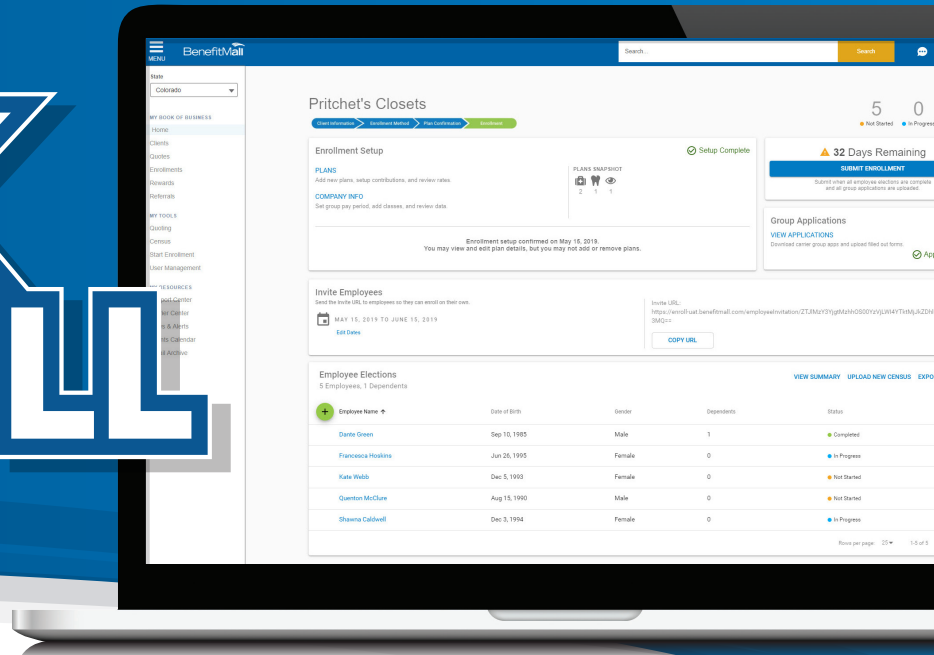 MENU
BenefitMall
Search...
Search
State
Colorado
MY BOOK OF BUSINESS
Home
Clients
Quotes
Enrollments
Rewards
Referrals
MY TOOLS
Quoting
Census
Start Enrollment
User Management
Pritchet's Closets
Client Information
Enrollment Method
Plan Confirmation
Enrollment
5
0
Not Started
In Progress
Enrollment Setup
Setup Complete
PLANS
Add new plans, setup contributions, and review rates.
COMPANY INFO
Set group pay period, add classes, and review data.
PLANS SNAPSHOT
2 1 1
Enrollment setup confirmed on May 15, 2019.
You may view and edit plan details, but you may not add or remove plans.
32 Days Remaining
SUBMIT ENROLLMENT
Submit when all employee elections are complete
and all group applications are uploaded.
Group Applications
VIEW APPLICATIONS
Download carrier group apps and upload filled out forms.
Invite Employees
Send the invite URL to employees so they can enroll on their own.
MAY 15, 2019 TO JUNE 15, 2019
Edit Dates
Invite URL:
COPY URL
Employee Elections
5 Employees, 1 Dependents
VIEW SUMMARY UPLOAD NEW CENSUS
Employee Name Date of Birth Gender Dependents Status
Dante Green Sep 10, 1985 Male 1 Completed
Francesca Hoskins Jun 26, 1995 Female 0 In Progress
Kate Webb Dec 5, 1993 Female 0 Not Started
Quenton McClure Aug 15, 1990 Male 0 Not Started
Shawna Caldwell Dec 3, 1994 Female 0 In Progress
Rows per page: 25 1-5 of 5